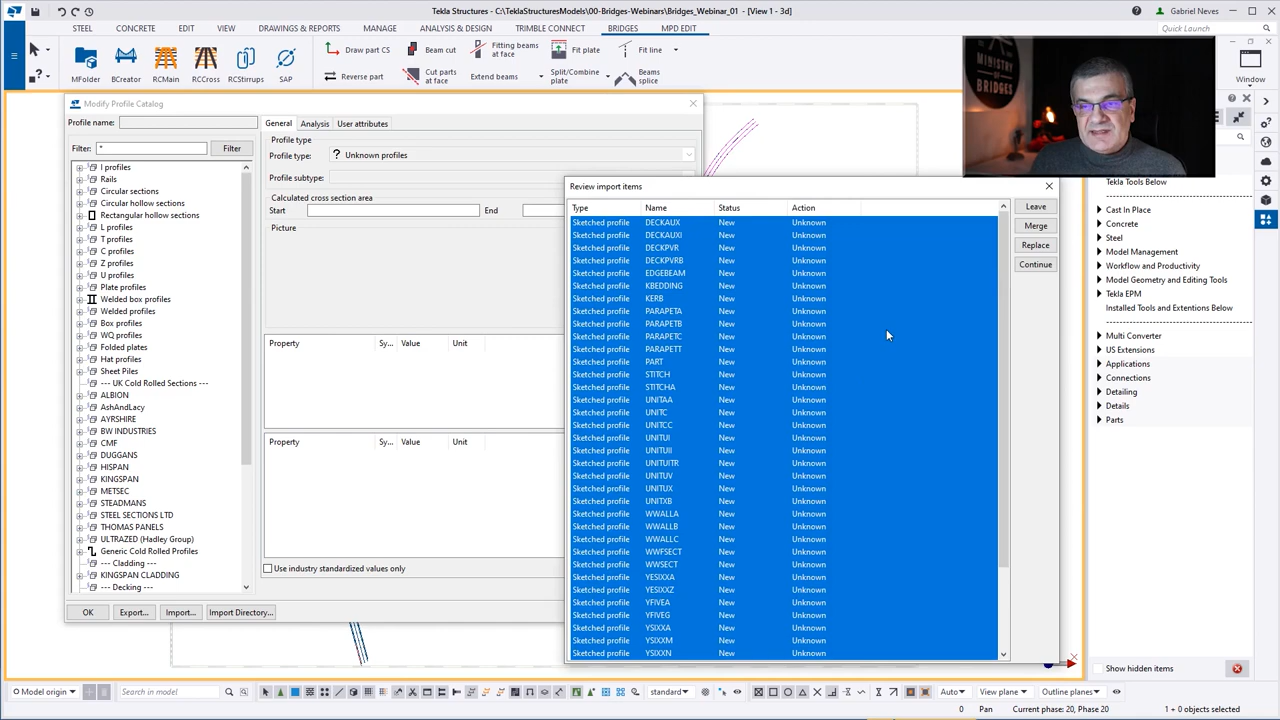 Tekla Structures - C:\TeklaStructuresModels\00-Bridges-Webinars\Bridges_Webinar_01 - [View 1 - 3d]
Gabriel Neves
STEEL CONCRETE EDIT VIEW DRAWINGS & REPORTS MANAGE ANALYSIS & DESIGN TRIMBLE CONNECT BRIDGES MPD EDIT
Quick Launch
MFolder BCreator RCMain RCCross RCStirrups SAP
Draw part CS
Reverse part
Beam cut
Cut parts
at face
Fitting beams
at face
Extend beams
Fit plate
Split/Combine
plate
Fit line
Beams
splice
Window
MINISTRY
OF
BRIDGES
Modify Profile Catalog
Profile name:
Filter: *
Filter
I profiles
Rails
Circular sections
Circular hollow sections
Rectangular hollow sections
L profiles
T profiles
C profiles
Z profiles
U profiles
Plate profiles
Welded box profiles
Welded profiles
Box profiles
WQ profiles
Folded plates
Hat profiles
Sheet Piles
--- UK Cold Rolled Sections ---
ALBION
AshAndLacy
AYRSHIRE
BW INDUSTRIES
CMF
DUGGANS
HISPAN
KINGSPAN
METSEC
STEADMANS
STEEL SECTIONS LTD
THOMAS PANELS
ULTRAZED (Hadley Group)
Generic Cold Rolled Profiles
--- Cladding ---
KINGSPAN CLADDING
--- Decking ---
OK
Export...
Import...
Import Directory...
General Analysis User attributes
Profile type
Profile type: ? Unknown profiles
Profile subtype:
Calculated cross section area
Start End
Picture
Property Sy... Value Unit
Property Sy... Value Unit
Use industry standardized values only
Review import items
Type Name Status Action
Sketched profile DECKAUX New Unknown
Sketched profile DECKAUXI New Unknown
Sketched profile DECKPVR New Unknown
Sketched profile DECKPVRB New Unknown
Sketched profile EDGEBEAM New Unknown
Sketched profile KBEDDING New Unknown
Sketched profile KERB New Unknown
Sketched profile PARAPETA New Unknown
Sketched profile PARAPETB New Unknown
Sketched profile PARAPETC New Unknown
Sketched profile PARAPETT New Unknown
Sketched profile PART New Unknown
Sketched profile STITCH New Unknown
Sketched profile STITCHA New Unknown
Sketched profile UNITAA New Unknown
Sketched profile UNITC New Unknown
Sketched profile UNITCC New Unknown
Sketched profile UNITUI New Unknown
Sketched profile UNITUII New Unknown
Sketched profile UNITUITR New Unknown
Sketched profile UNITUV New Unknown
Sketched profile UNITUX New Unknown
Sketched profile UNITXB New Unknown
Sketched profile WWALLA New Unknown
Sketched profile WWALLB New Unknown
Sketched profile WWALLC New Unknown
Sketched profile WWFSECT New Unknown
Sketched profile WWSECT New Unknown
Sketched profile YESIXXA New Unknown
Sketched profile YESIXXZ New Unknown
Sketched profile YFIVEA New Unknown
Sketched profile YFIVEG New Unknown
Sketched profile YSIXXA New Unknown
Sketched profile YSIXXM New Unknown
Sketched profile YSIXXN New Unknown
Leave
Merge
Replace
Continue
Tekla Tools Below
Cast In Place
Concrete
Steel
Model Management
Workflow and Productivity
Model Geometry and Editing Tools
Tekla EPM
Installed Tools and Extentions Below
Multi Converter
US Extensions
Applications
Connections
Detailing
Details
Parts
Show hidden items
Model origin
Search in model
standard
Auto
View plane
Outline planes
0 Pan Current phase: 20, Phase 20 1 + 0 objects selected